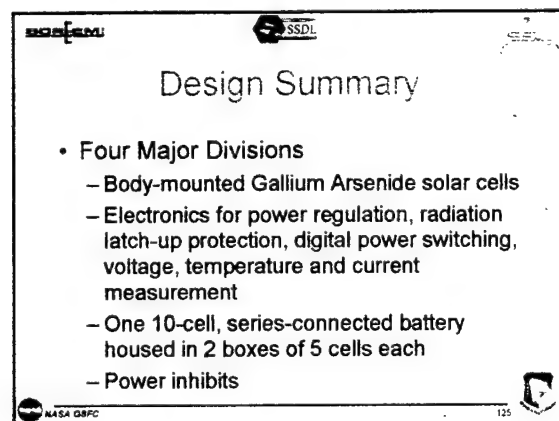 SSDL
Design Summary
• Four Major Divisions
– Body-mounted Gallium Arsenide solar cells
– Electronics for power regulation, radiation
latch-up protection, digital power switching,
voltage, temperature and current
measurement
– One 10-cell, series-connected battery
housed in 2 boxes of 5 cells each
– Power inhibits
NASA GSFC
125